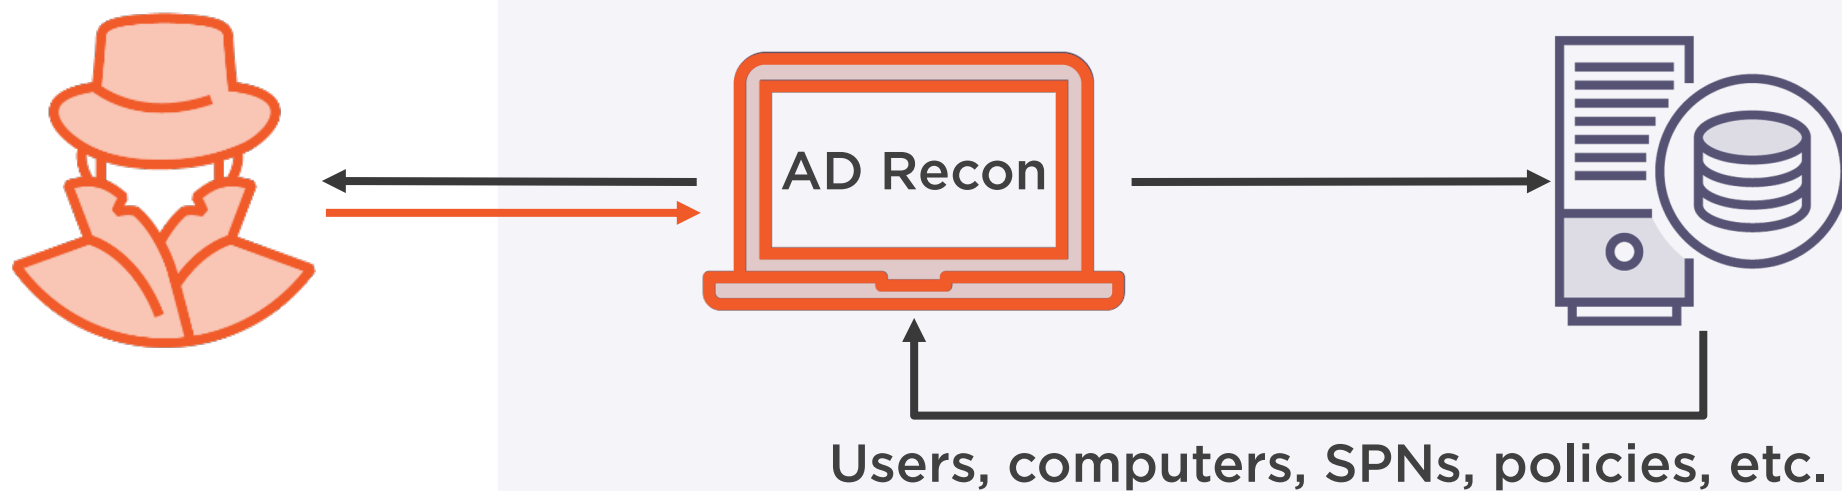 AD Recon
Users, computers, SPNs, policies, etc.